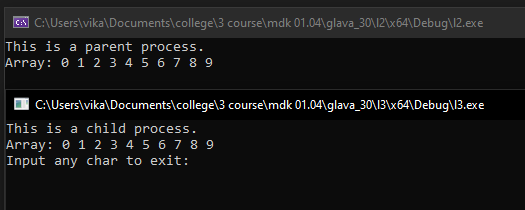 C:\Users\vika\Documents\college\3 course\mdk 01.04\glava_30\l3\x64\Debug\l2.exe
This is a parent process.
Array: 0 1 2 3 4 5 6 7 8 9
C:\Users\vika\Documents\college\3 course\mdk 01.04\glava_30\l3\x64\Debug\l3.exe
This is a child process.
Array: 0 1 2 3 4 5 6 7 8 9
Input any char to exit: